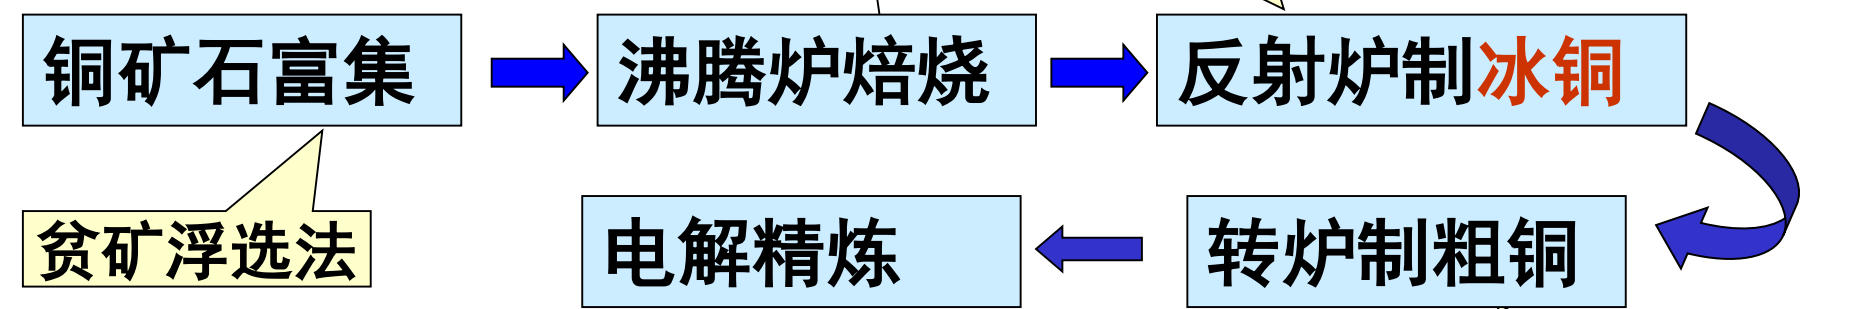 铜矿石富集
沸腾炉焙烧
反射炉制冰铜
贫矿浮选法
电解精炼
转炉制粗铜